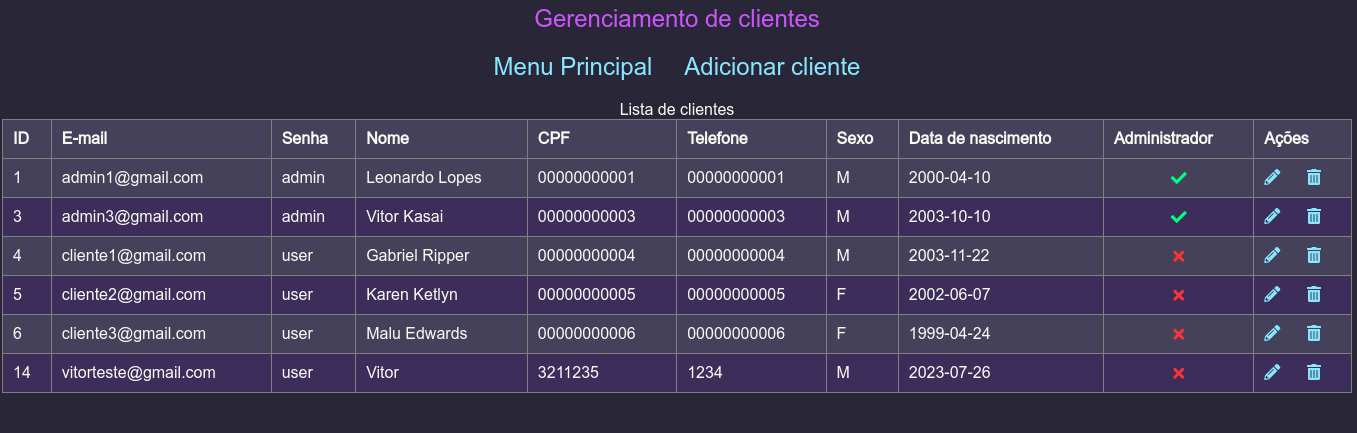 Gerenciamento de clientes
Menu Principal Adicionar cliente
Lista de clientes
ID E-mail Senha Nome CPF Telefone Sexo Data de nascimento Administrador Ações
1 admin1@gmail.com admin Leonardo Lopes 00000000001 00000000001 M 2000-04-10
3 admin3@gmail.com admin Vitor Kasai 00000000003 00000000003 M 2003-10-10
4 cliente1@gmail.com user Gabriel Ripper 00000000004 00000000004 M 2003-11-22
5 cliente2@gmail.com user Karen Ketlyn 00000000005 00000000005 F 2002-06-07
6 cliente3@gmail.com user Malu Edwards 00000000006 00000000006 F 1999-04-24
14 vitorteste@gmail.com user Vitor 3211235 1234 M 2023-07-26